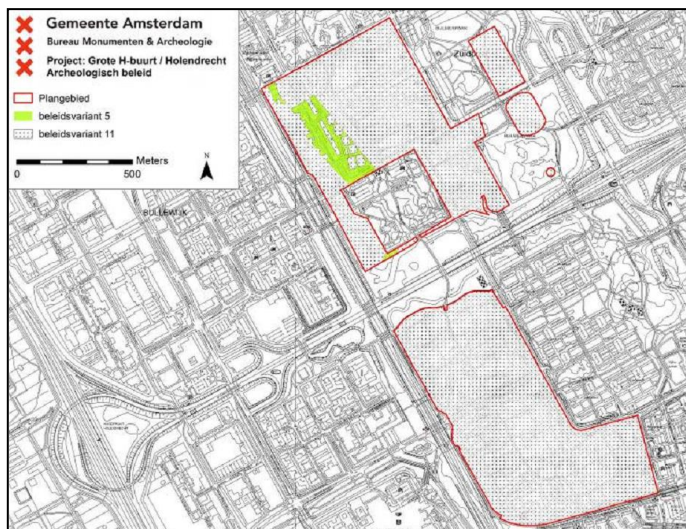 Gemeente Amsterdam
Bureau Monumenten & Archeologie
Project: Grote H-buurt / Holendrecht
Archeologisch beleid
Plangebied
beleidsvariant 5
beleidsvariant 11
Meters
N
0
500
BULLEWIJK